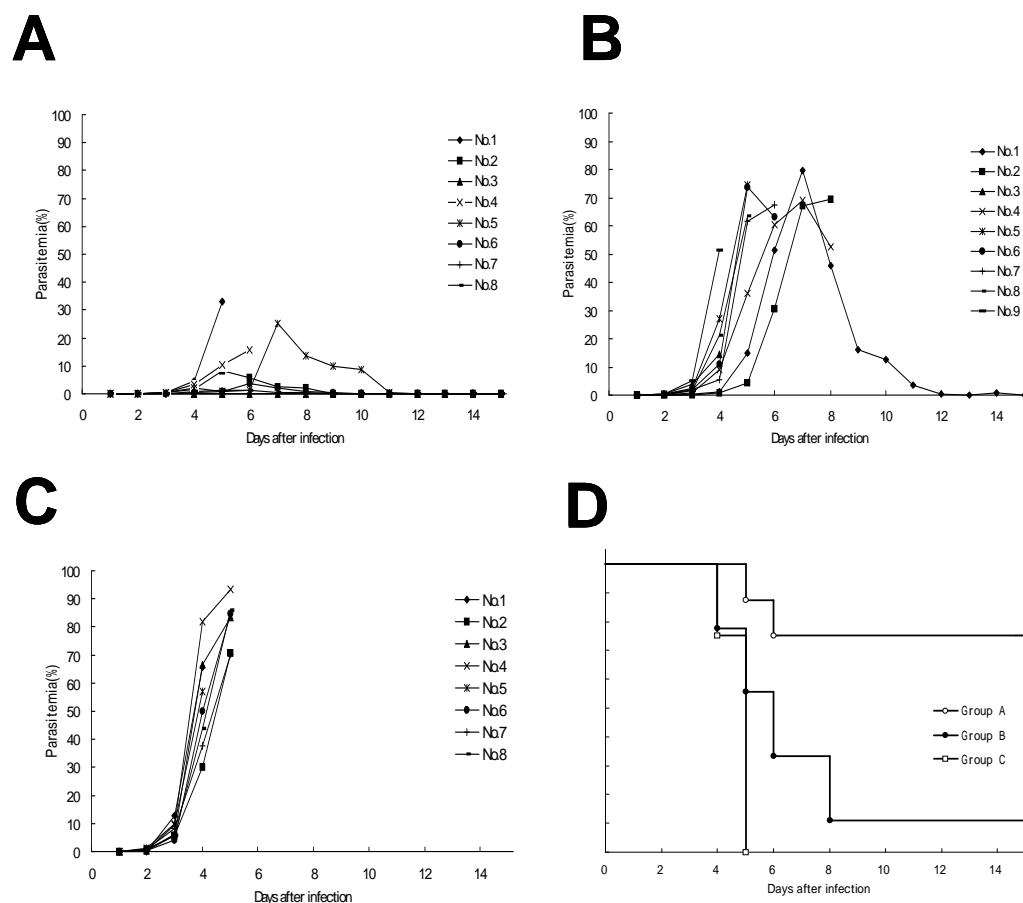 A
100
90
80
70
60
50
40
30
20
10
0
Parasitemia(%)
0 2 4 6 8 10 12 14
Days after infection
No.1
No.2
No.3
No.4
No.5
No.6
No.7
No.8
B
100
90
80
70
60
50
40
30
20
10
0
Parasitemia(%)
0 2 4 6 8 10 12 14
Days after infection
No.1
No.2
No.3
No.4
No.5
No.6
No.7
No.8
No.9
C
100
90
80
70
60
50
40
30
20
10
0
Parasitemia(%)
0 2 4 6 8 10 12 14
Days after infection
No.1
No.2
No.3
No.4
No.5
No.6
No.7
No.8
D
Group A
Group B
Group C
0 2 4 6 8 10 12 14
Days after infection